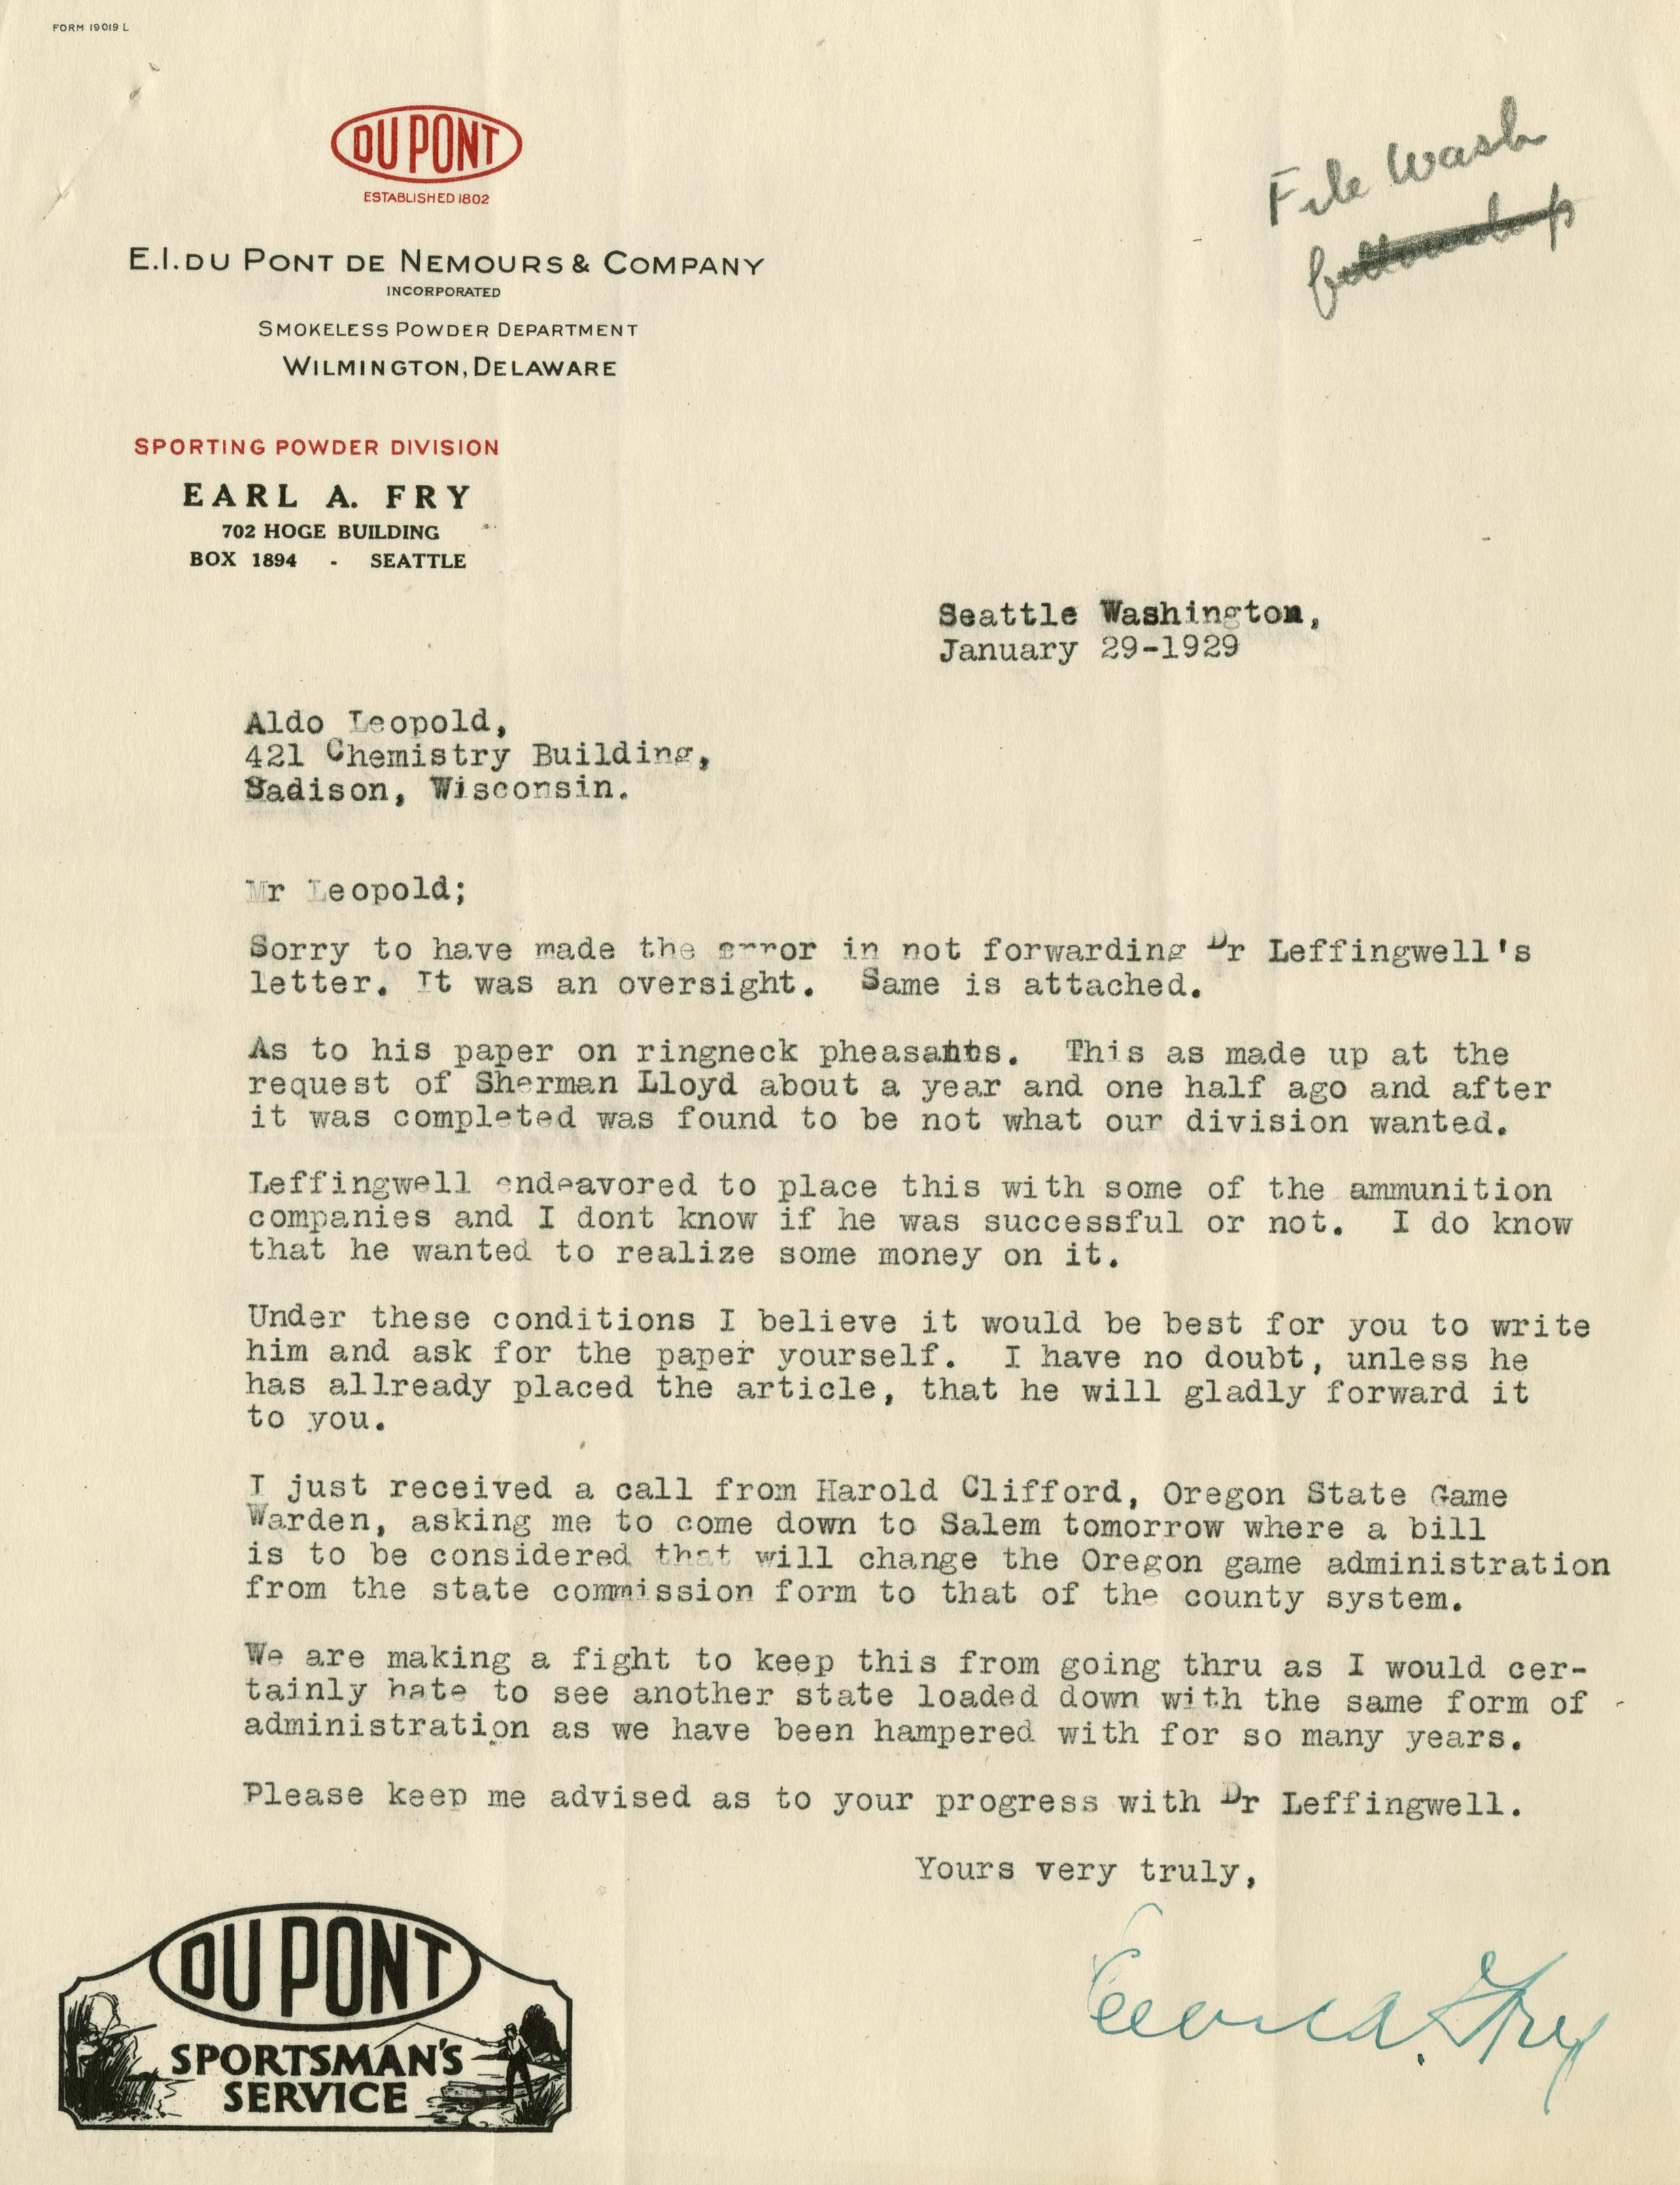 FORM 19019 L
DU PONT
ESTABLISHED 1802
E.I. DU PONT DE NEMOURS & COMPANY
INCORPORATED
SMOKELESS POWDER DEPARTMENT
WILMINGTON, DELAWARE
File Wash
SPORTING POWDER DIVISION
EARL A. FRY
702 HOGE BUILDING
BOX 1894 - SEATTLE
Seattle Washington,
January 29-1929
Aldo Leopold,
421 Chemistry Building,
Madison, Wisconsin.
Mr Leopold;
Sorry to have made the error in not forwarding Dr Leffingwell's
letter. It was an oversight. Same is attached.
As to his paper on ringneck pheasants. This as made up at the
request of Sherman Lloyd about a year and one half ago and after
it was completed was found to be not what our division wanted.
Leffingwell endeavored to place this with some of the ammunition
companies and I dont know if he was successful or not. I do know
that he wanted to realize some money on it.
Under these conditions I believe it would be best for you to write
him and ask for the paper yourself. I have no doubt, unless he
has allready placed the article, that he will gladly forward it
to you.
I just received a call from Harold Clifford, Oregon State Game
Warden, asking me to come down to Salem tomorrow where a bill
is to be considered that will change the Oregon game administration
from the state commission form to that of the county system.
We are making a fight to keep this from going thru as I would cer-
tainly hate to see another state loaded down with the same form of
administration as we have been hampered with for so many years.
Please keep me advised as to your progress with Dr Leffingwell.
Yours very truly,
Earl A. Fry
DU PONT
SPORTSMAN'S
SERVICE